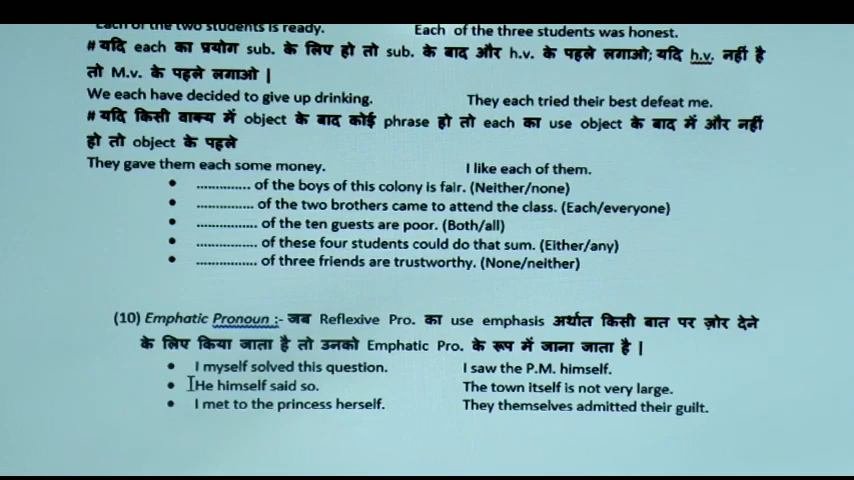 Each of the two students is ready. Each of the three students was honest.
# यदि each का प्रयोग sub. के लिए हो तो sub. के बाद और h.v. के पहले लगाओ; यदि h.v. नहीं है
तो M.v. के पहले लगाओ |
We each have decided to give up drinking. They each tried their best defeat me.
# यदि किसी वाक्य में object के बाद कोई phrase हो तो each का use object के बाद में और नहीं
हो तो object के पहले
They gave them each some money. I like each of them.
• .............. of the boys of this colony is fair. (Neither/none)
• ............... of the two brothers came to attend the class. (Each/everyone)
• ................ of the ten guests are poor. (Both/all)
• ................ of these four students could do that sum. (Either/any)
• ................ of three friends are trustworthy. (None/neither)
(10) Emphatic Pronoun :- जब Reflexive Pro. का use emphasis अर्थात किसी बात पर ज़ोर देने
के लिए किया जाता है तो उनको Emphatic Pro. के रूप में जाना जाता है |
• I myself solved this question. I saw the P.M. himself.
• He himself said so. The town itself is not very large.
• I met to the princess herself. They themselves admitted their guilt.